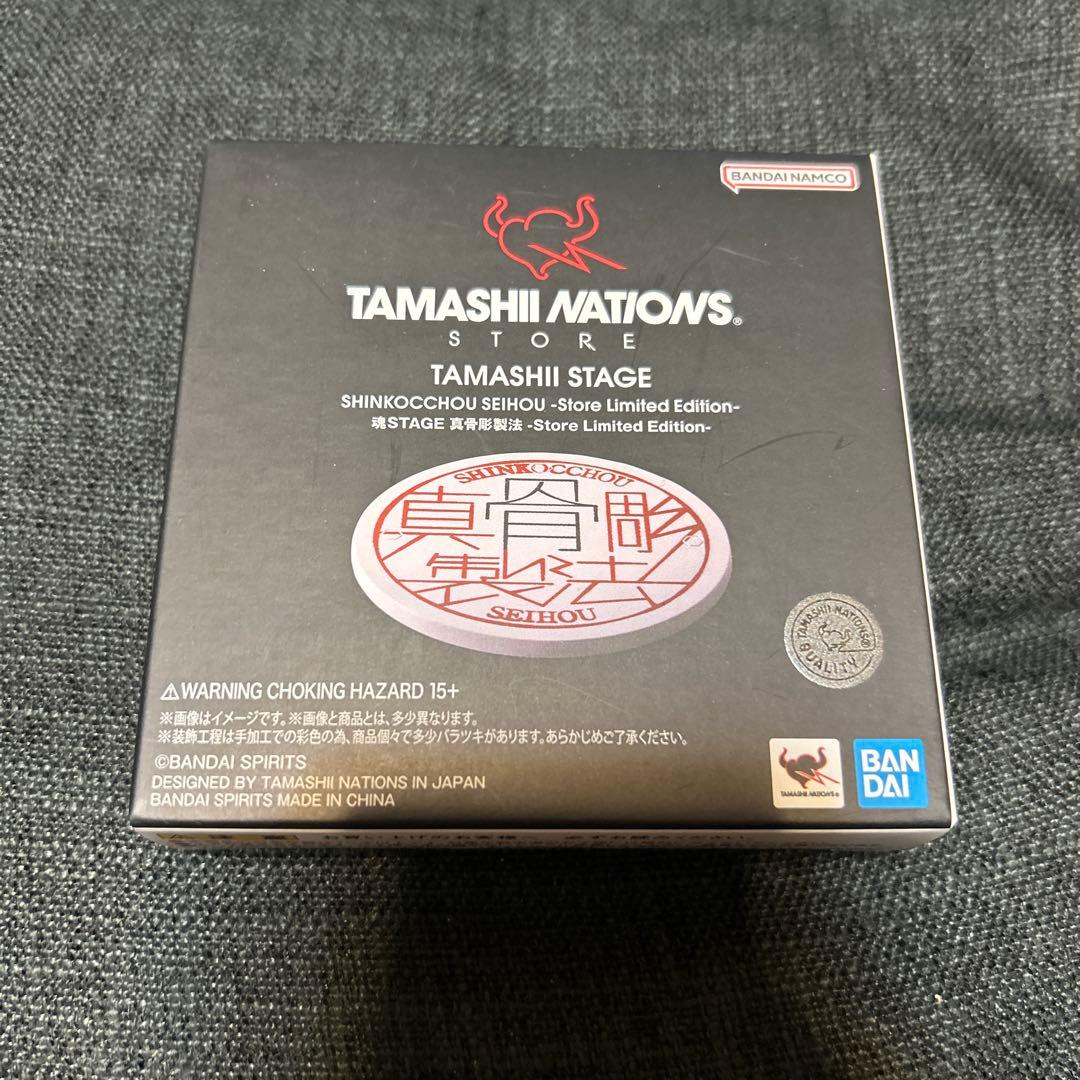 BANDAI NAMCO
TAMASHII NATIONS®
STORE
TAMASHII STAGE
SHINKOCCHOU SEIHOU -Store Limited Edition-
魂STAGE 真骨彫製法 -Store Limited Edition-
SHINKOCCHOU
真骨彫
製法
SEIHOU
TAMASHII NATIONS®
QUALITY
⚠WARNING CHOKING HAZARD 15+
※画像はイメージです。※画像と商品とは、多少異なります。
※装飾工程は手加工での彩色の為、商品個々で多少バラツキがあります。あらかじめご了承ください。
©BANDAI SPIRITS
DESIGNED BY TAMASHII NATIONS IN JAPAN
BANDAI SPIRITS MADE IN CHINA
TAMASHII NATIONS®
BAN
DAI